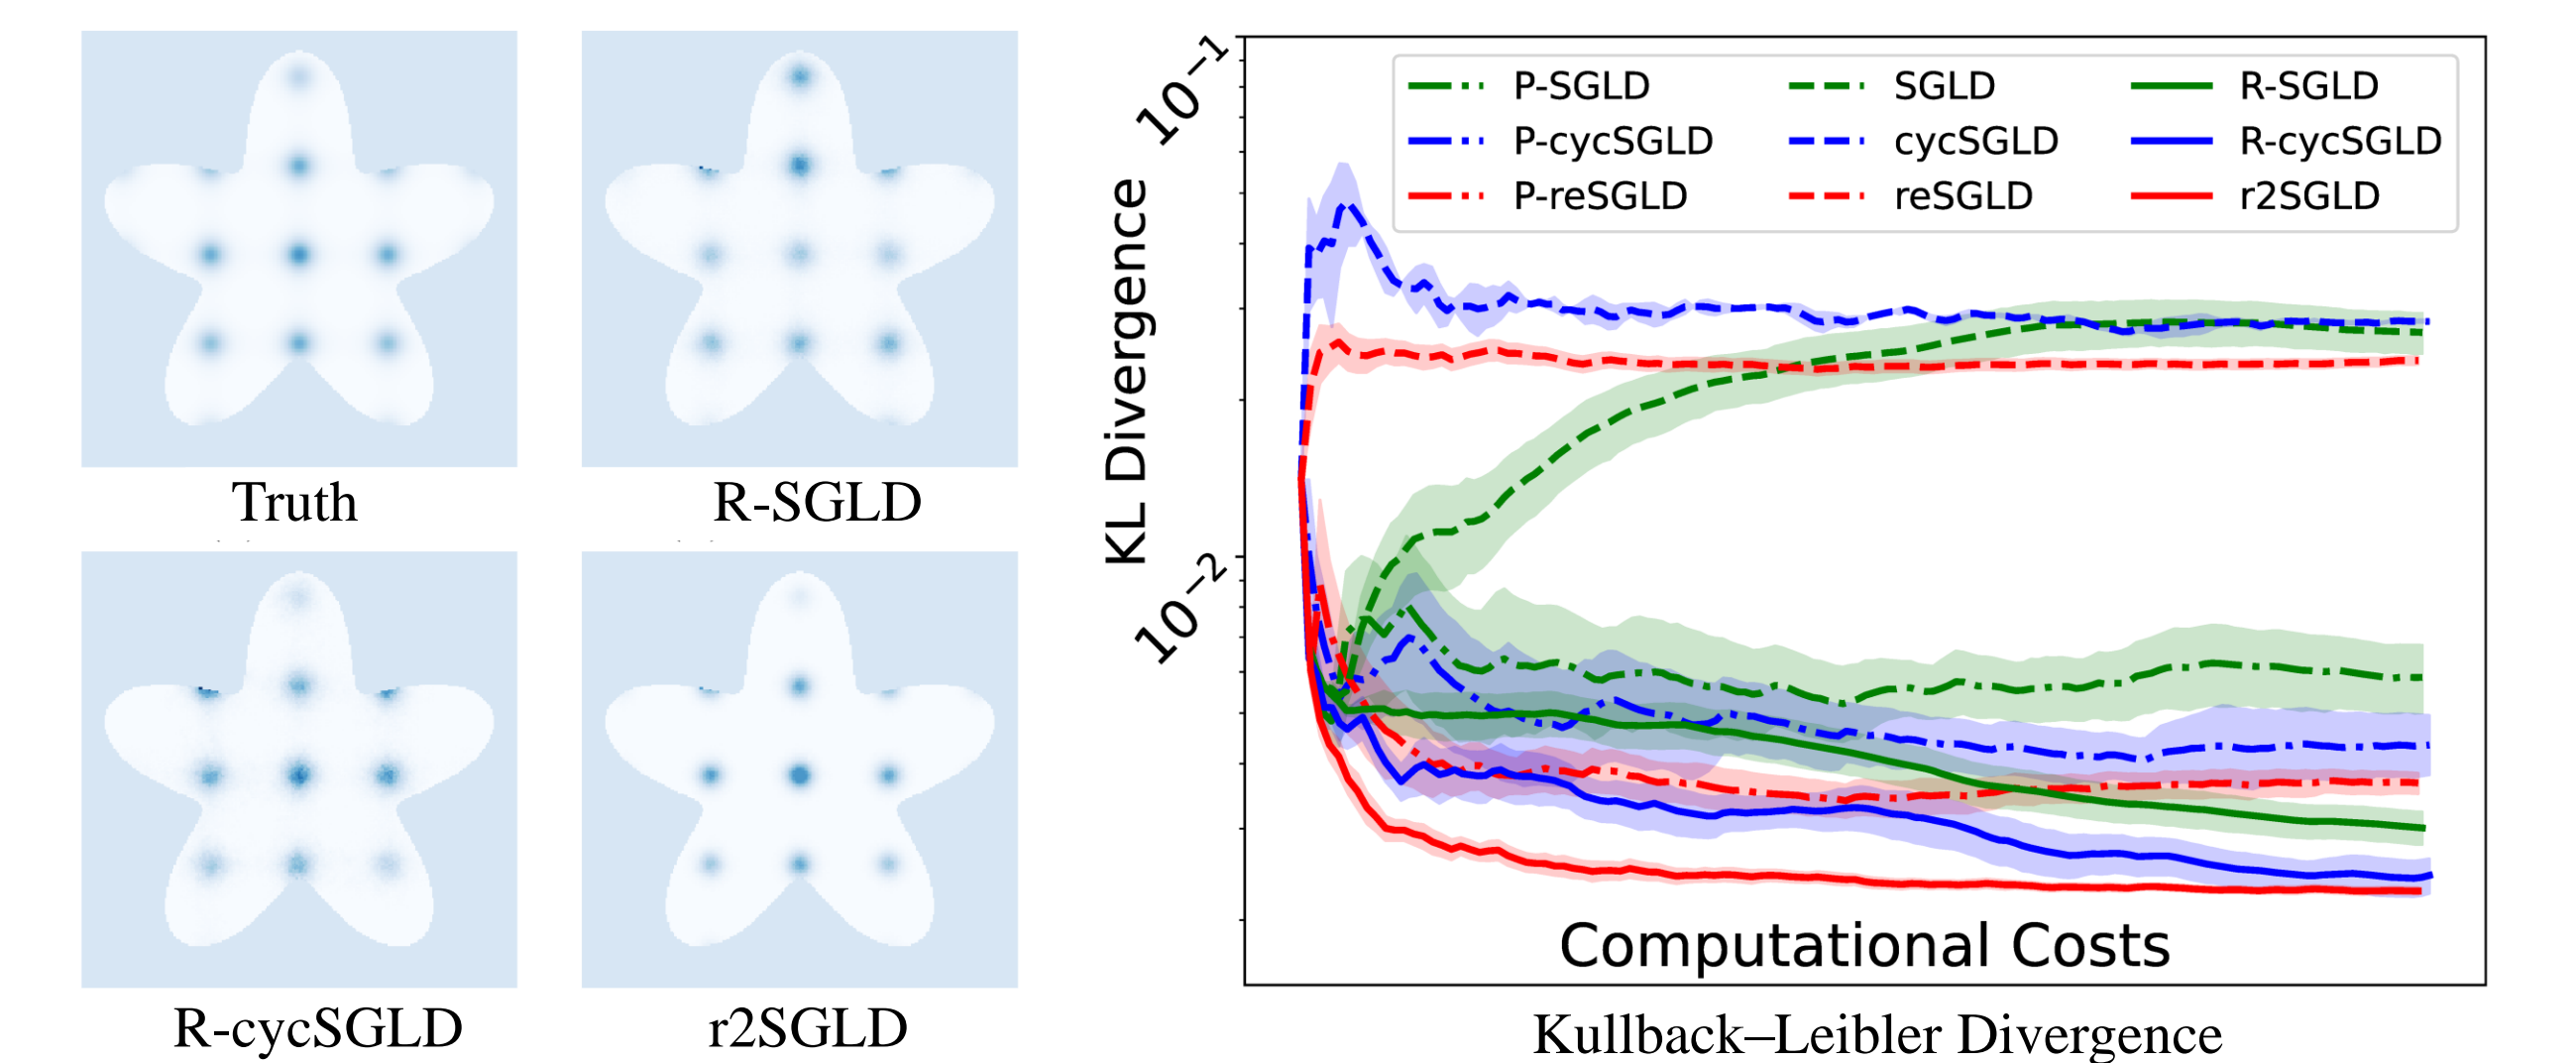 Truth
R-SGLD
R-cycSGLD
r2SGLD
10⁻¹
10⁻²
KL Divergence
P-SGLD
SGLD
R-SGLD
P-cycSGLD
cycSGLD
R-cycSGLD
P-reSGLD
reSGLD
r2SGLD
Computational Costs
Kullback–Leibler Divergence